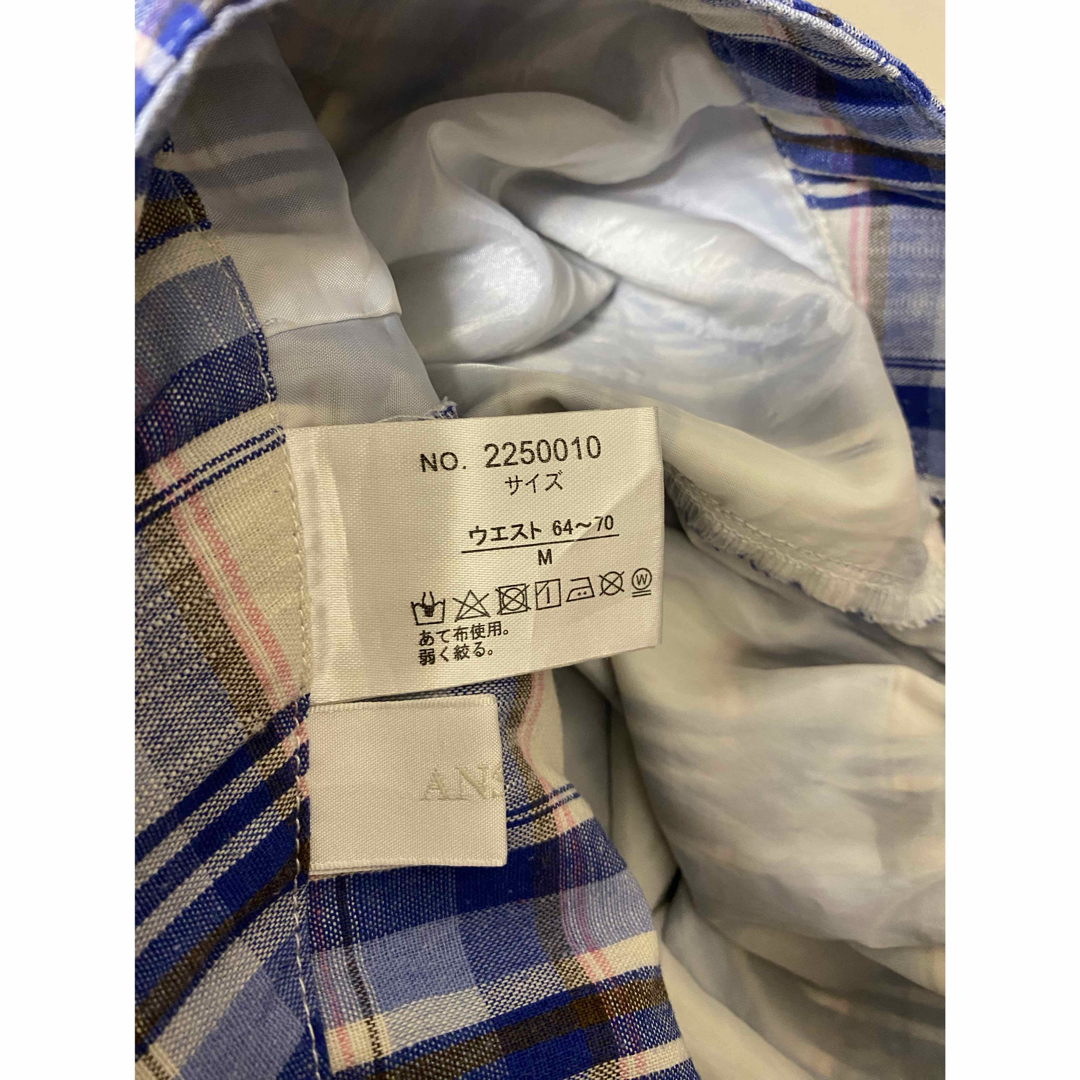 NO. 2250010
サイズ
ウエスト 64〜70
M
W
あて布使用。
弱く絞る。
ANS